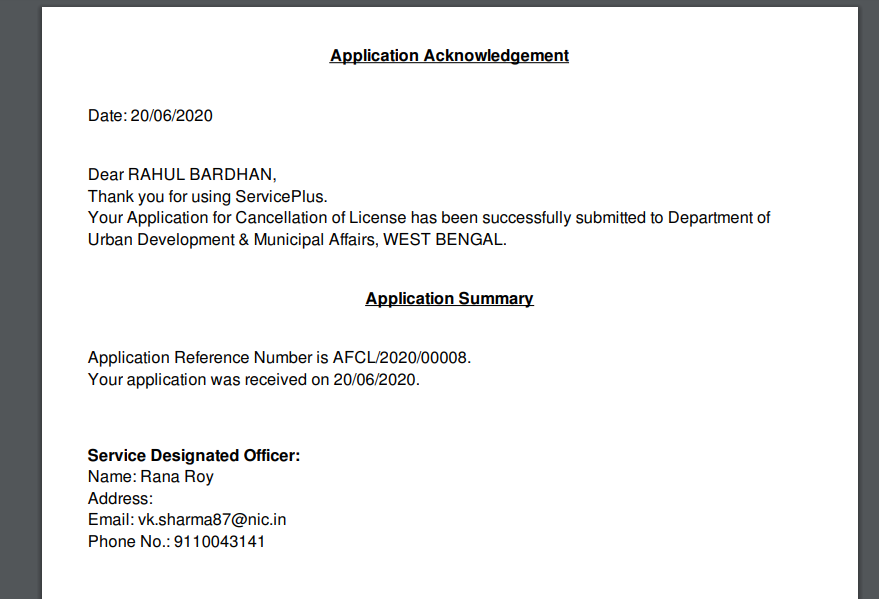 Application Acknowledgement
Date: 20/06/2020
Dear RAHUL BARDHAN,
Thank you for using ServicePlus.
Your Application for Cancellation of License has been successfully submitted to Department of
Urban Development & Municipal Affairs, WEST BENGAL.
Application Summary
Application Reference Number is AFCL/2020/00008.
Your application was received on 20/06/2020.
Service Designated Officer:
Name: Rana Roy
Address:
Email: vk.sharma87@nic.in
Phone No.: 9110043141